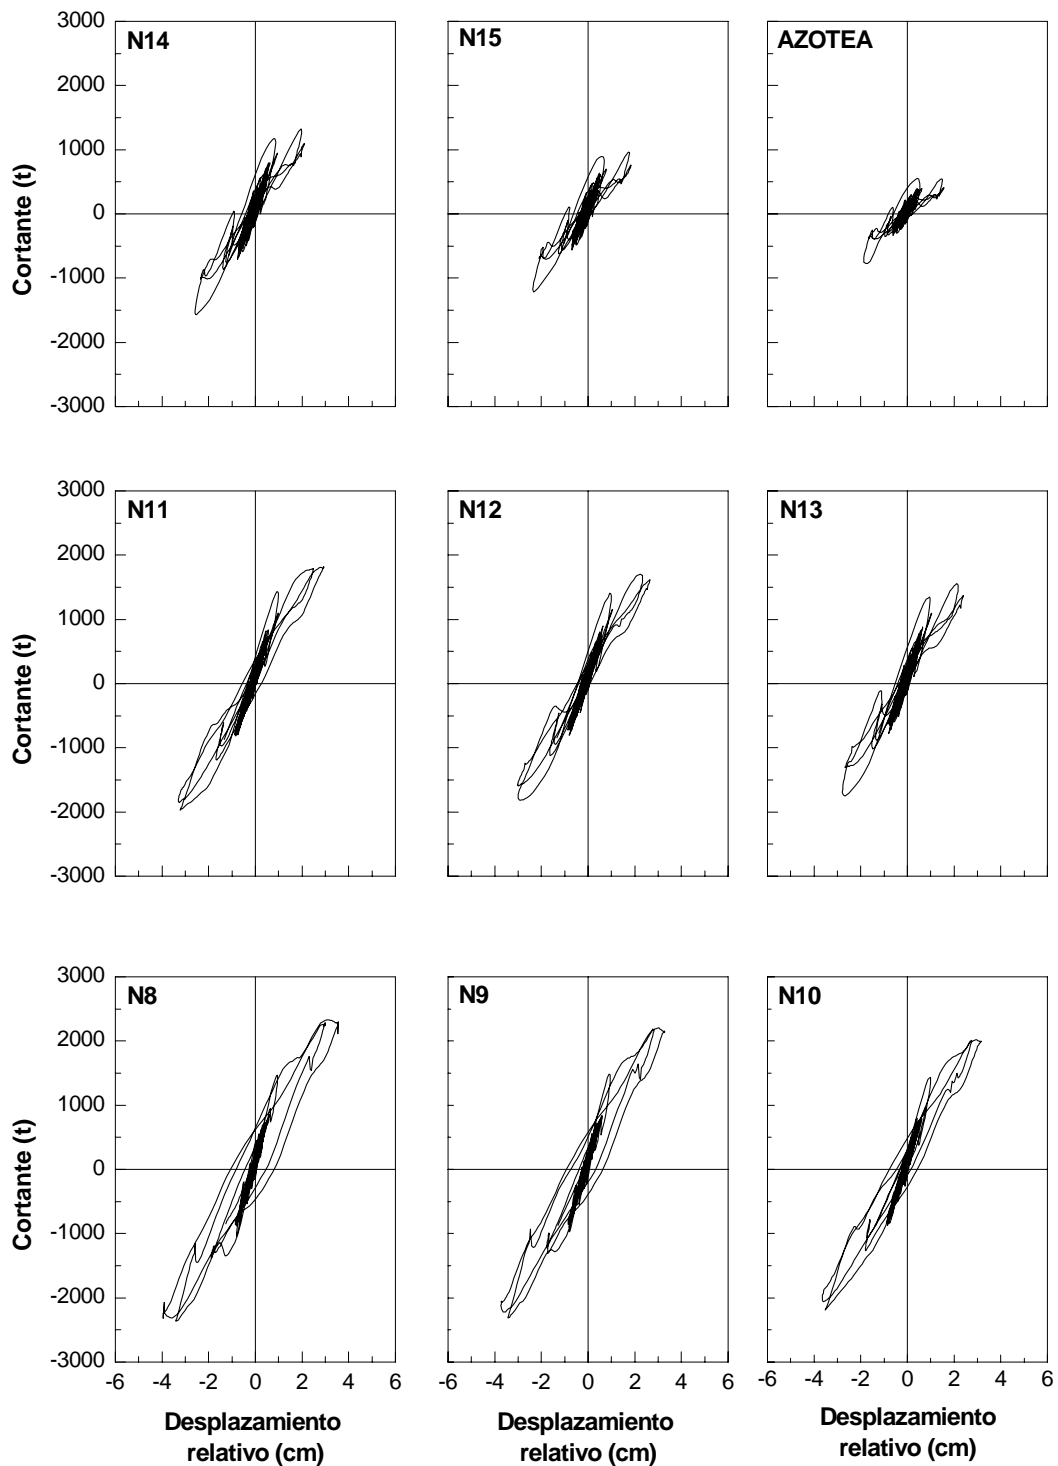 N14
N15
AZOTEA
3000
2000
1000
0
-1000
-2000
-3000
Cortante (t)
N11
N12
N13
3000
2000
1000
0
-1000
-2000
-3000
Cortante (t)
N8
N9
N10
3000
2000
1000
0
-1000
-2000
-3000
Cortante (t)
-6 -4 -2 0 2 4 6
-6 -4 -2 0 2 4 6
-6 -4 -2 0 2 4 6
Desplazamiento
relativo (cm)
Desplazamiento
relativo (cm)
Desplazamiento
relativo (cm)